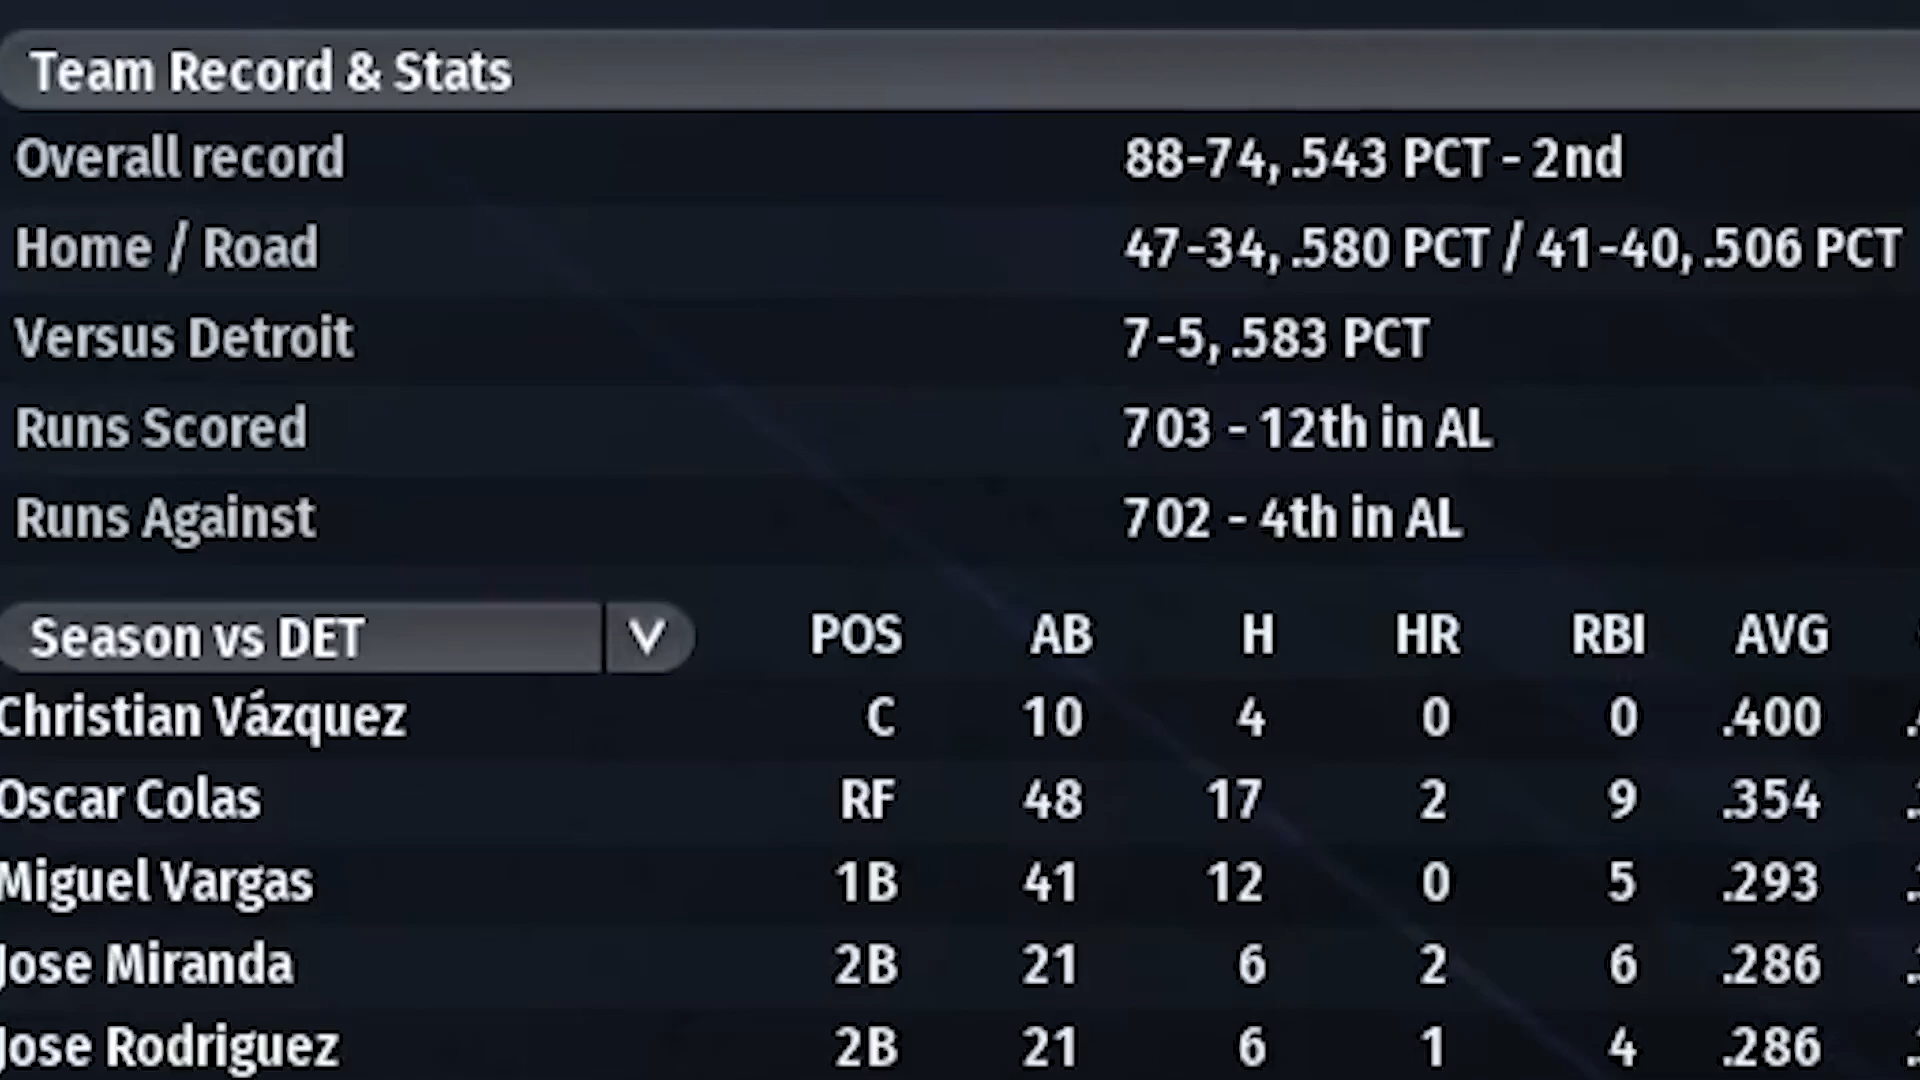 Team Record & Stats
Overall record 88-74, .543 PCT - 2nd
Home / Road 47-34, .580 PCT / 41-40, .506 PCT
Versus Detroit 7-5, .583 PCT
Runs Scored 703 - 12th in AL
Runs Against 702 - 4th in AL
Season vs DET V POS AB H HR RBI AVG
Christian Vázquez C 10 4 0 0 .400
Oscar Colas RF 48 17 2 9 .354
Miguel Vargas 1B 41 12 0 5 .293
Jose Miranda 2B 21 6 2 6 .286
Jose Rodriguez 2B 21 6 1 4 .286